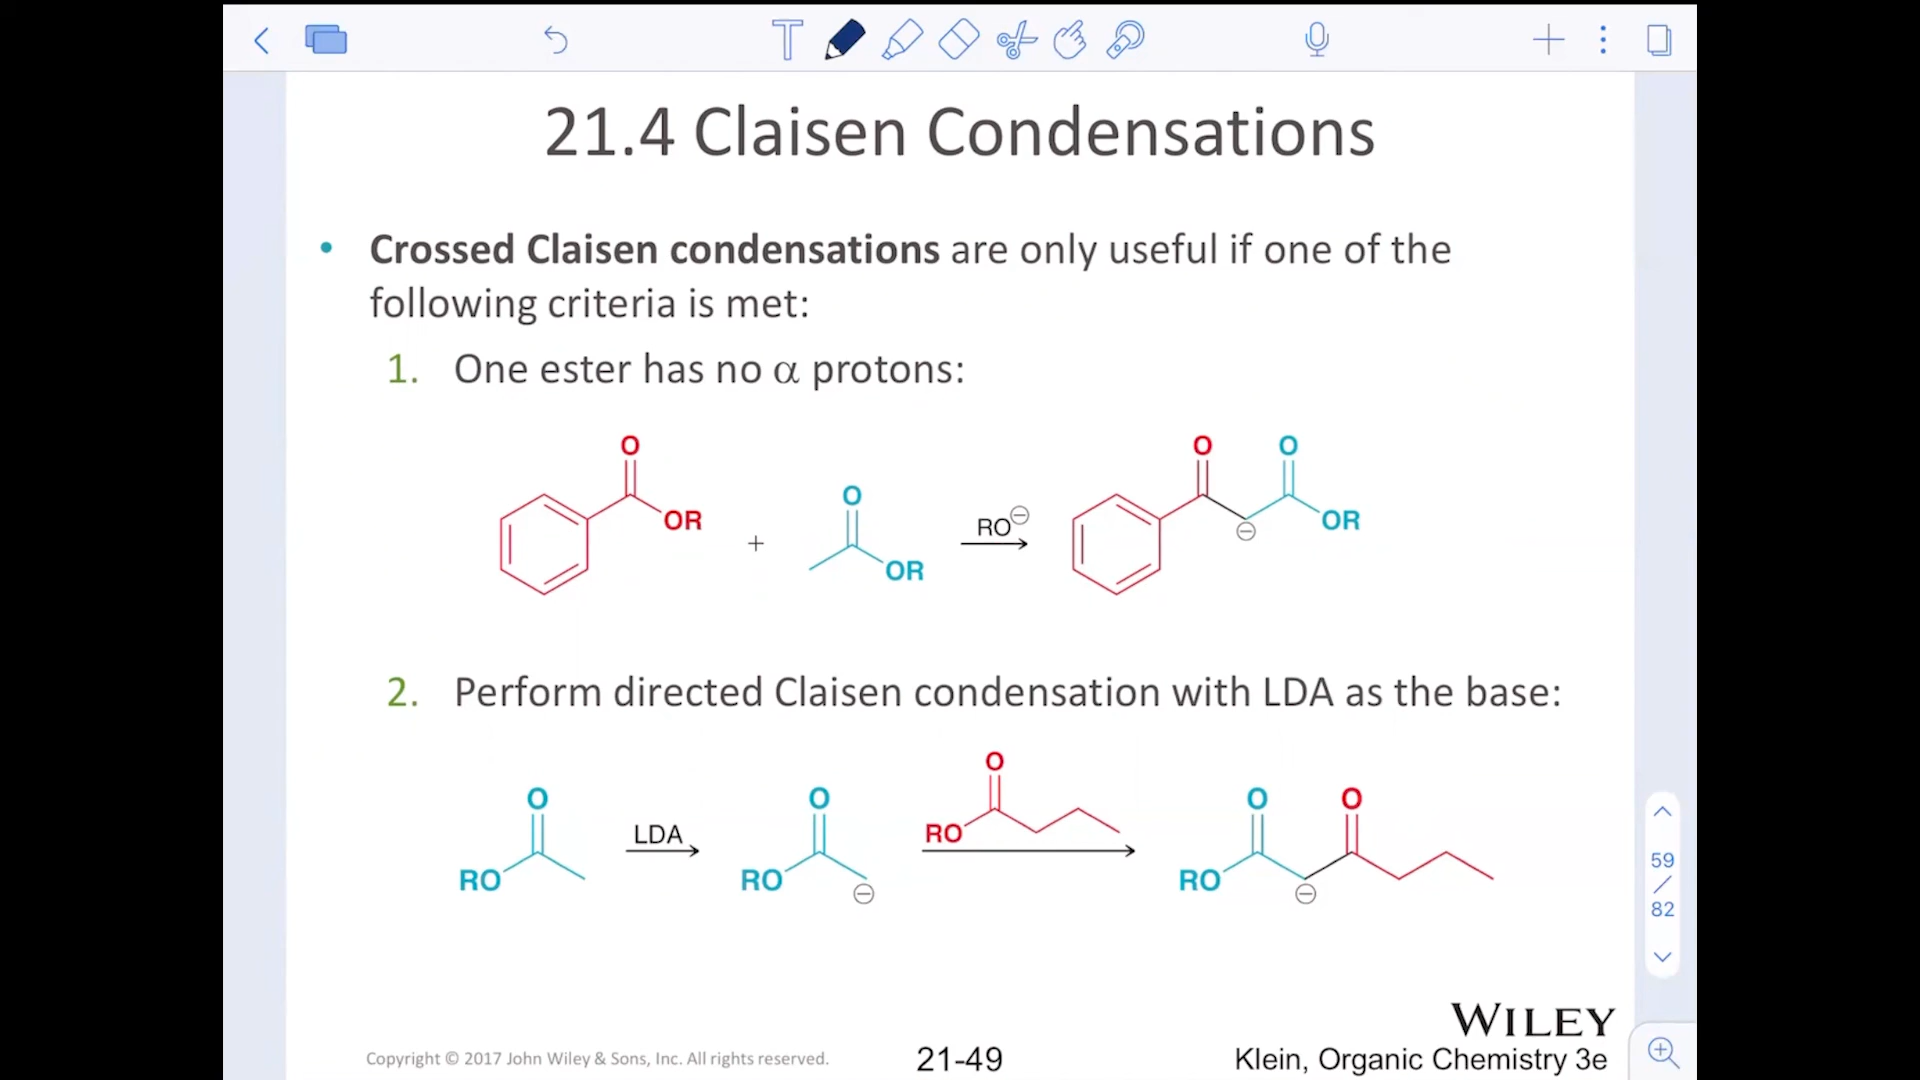 21.4 Claisen Condensations
• Crossed Claisen condensations are only useful if one of the
following criteria is met:
1. One ester has no α protons:
O
OR
+
O
OR
RO⊖
O
O
⊖
OR
2. Perform directed Claisen condensation with LDA as the base:
O
RO
LDA
O
RO
⊖
O
RO
O
O
RO
⊖
59
/
82
WILEY
Copyright © 2017 John Wiley & Sons, Inc. All rights reserved.
21-49
Klein, Organic Chemistry 3e